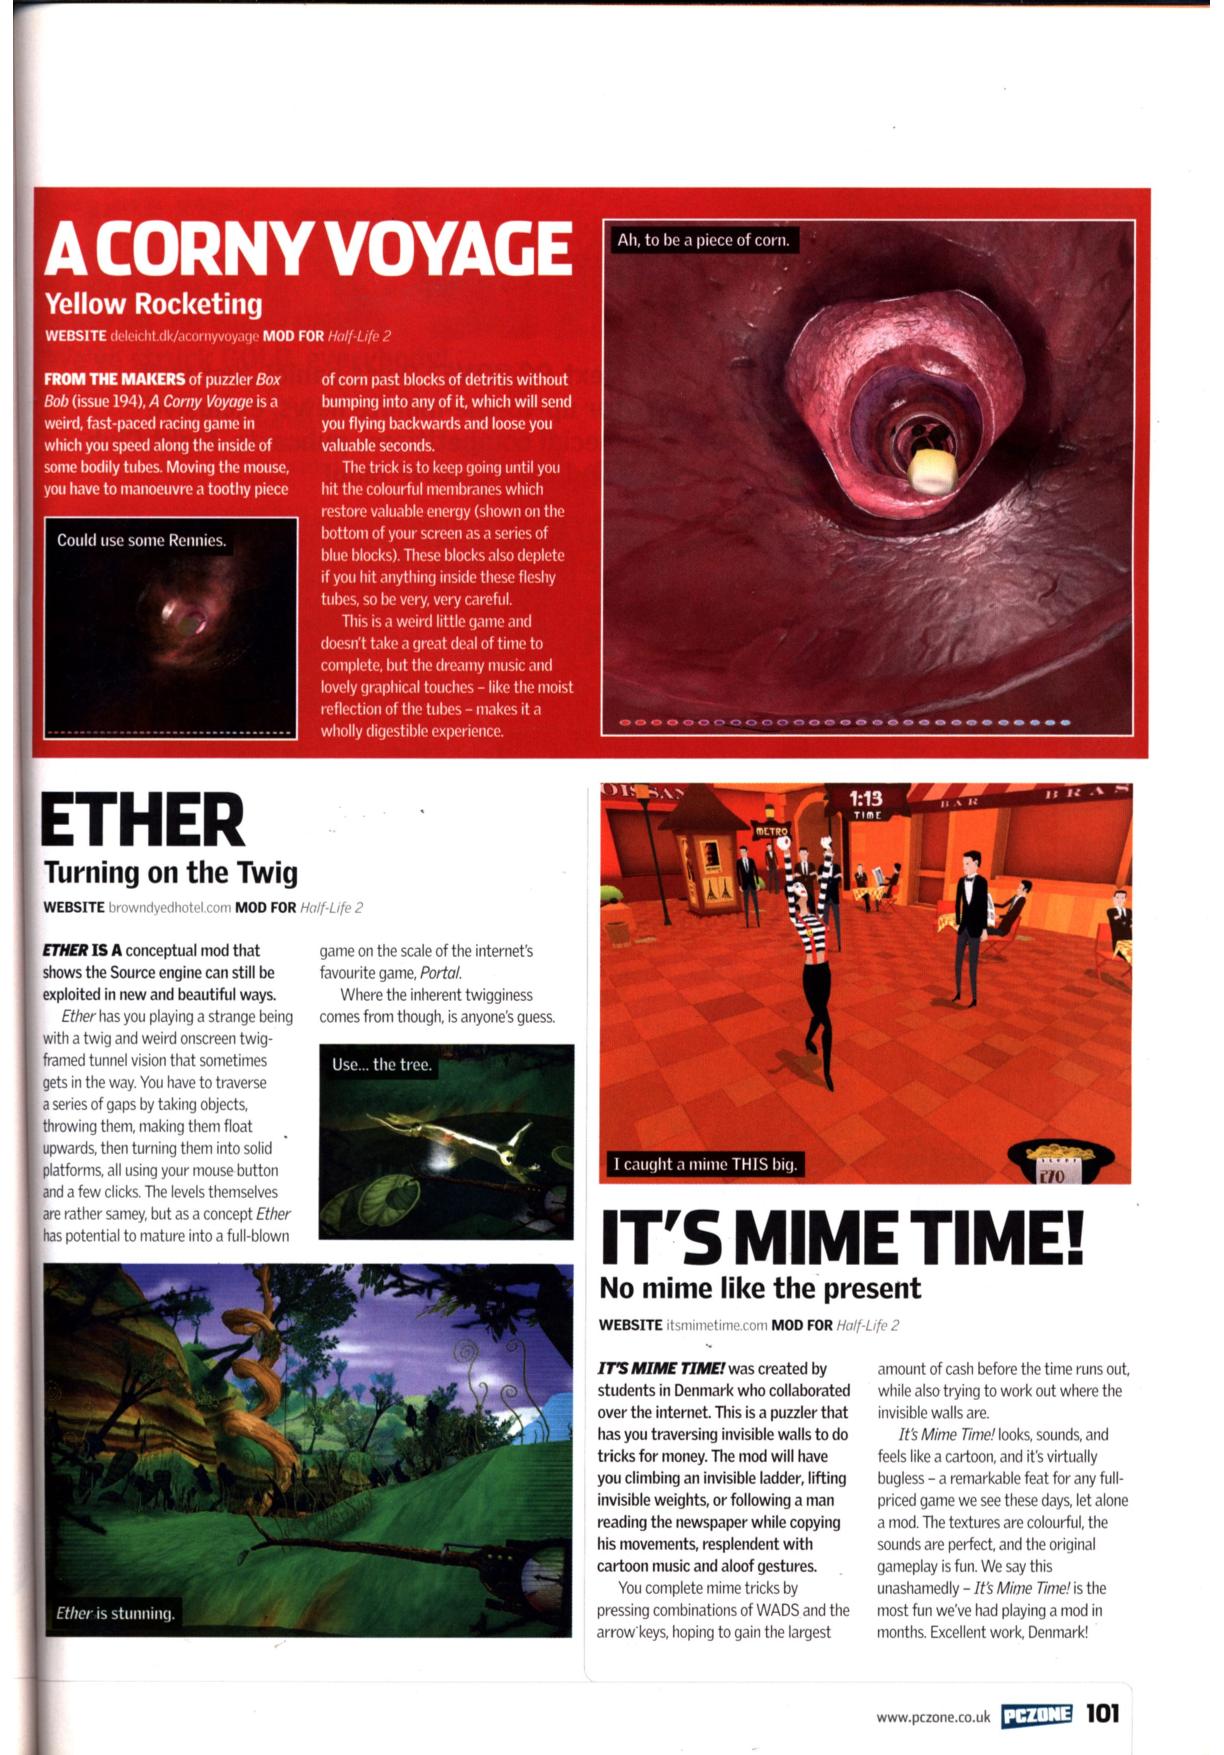 A CORNY VOYAGE
Yellow Rocketing
WEBSITE deleicht.dk/acornyvoyage MOD FOR Half-Life 2
FROM THE MAKERS of puzzler Box
Bob (issue 194), A Corny Voyage is a
weird, fast-paced racing game in
which you speed along the inside of
some bodily tubes. Moving the mouse,
you have to manoeuvre a toothy piece
Could use some Rennies.
of corn past blocks of detritis without
bumping into any of it, which will send
you flying backwards and loose you
valuable seconds.
The trick is to keep going until you
hit the colourful membranes which
restore valuable energy (shown on the
bottom of your screen as a series of
blue blocks). These blocks also deplete
if you hit anything inside these fleshy
tubes, so be very, very careful.
This is a weird little game and
doesn't take a great deal of time to
complete, but the dreamy music and
lovely graphical touches – like the moist
reflection of the tubes – makes it a
wholly digestible experience.
Ah, to be a piece of corn.
ETHER
Turning on the Twig
WEBSITE browndyedhotel.com MOD FOR Half-Life 2
ETHER IS A conceptual mod that
shows the Source engine can still be
exploited in new and beautiful ways.
Ether has you playing a strange being
with a twig and weird onscreen twig-
framed tunnel vision that sometimes
gets in the way. You have to traverse
a series of gaps by taking objects,
throwing them, making them float
upwards, then turning them into solid
platforms, all using your mouse button
and a few clicks. The levels themselves
are rather samey, but as a concept Ether
has potential to mature into a full-blown
game on the scale of the internet's
favourite game, Portal.
Where the inherent twigginess
comes from though, is anyone's guess.
Use... the tree.
Ether is stunning.
1:13
TIME
METRO
BAR
BRAS
270
I caught a mime THIS big.
IT'S MIME TIME!
No mime like the present
WEBSITE itsmimetime.com MOD FOR Half-Life 2
IT'S MIME TIME! was created by
students in Denmark who collaborated
over the internet. This is a puzzler that
has you traversing invisible walls to do
tricks for money. The mod will have
you climbing an invisible ladder, lifting
invisible weights, or following a man
reading the newspaper while copying
his movements, resplendent with
cartoon music and aloof gestures.
You complete mime tricks by
pressing combinations of WADS and the
arrow keys, hoping to gain the largest
amount of cash before the time runs out,
while also trying to work out where the
invisible walls are.
It's Mime Time! looks, sounds, and
feels like a cartoon, and it's virtually
bugless – a remarkable feat for any full-
priced game we see these days, let alone
a mod. The textures are colourful, the
sounds are perfect, and the original
gameplay is fun. We say this
unashamedly – It's Mime Time! is the
most fun we've had playing a mod in
months. Excellent work, Denmark!
www.pczone.co.uk PCZONE 101